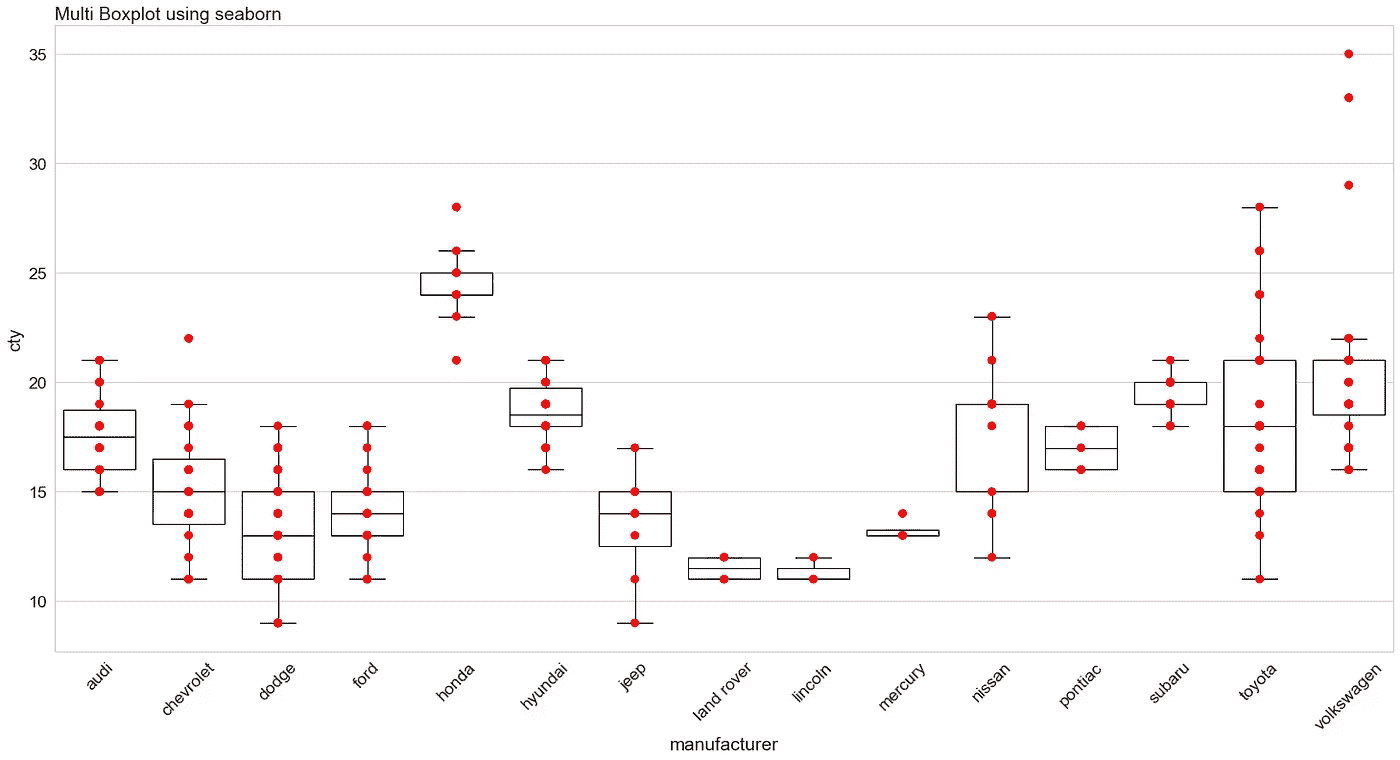 Multi Boxplot using seaborn
35
30
25
20
15
10
cty
audi
chevrolet
dodge
ford
honda
hyundai
jeep
land rover
lincoln
mercury
nissan
pontiac
subaru
toyota
volkswagen
manufacturer